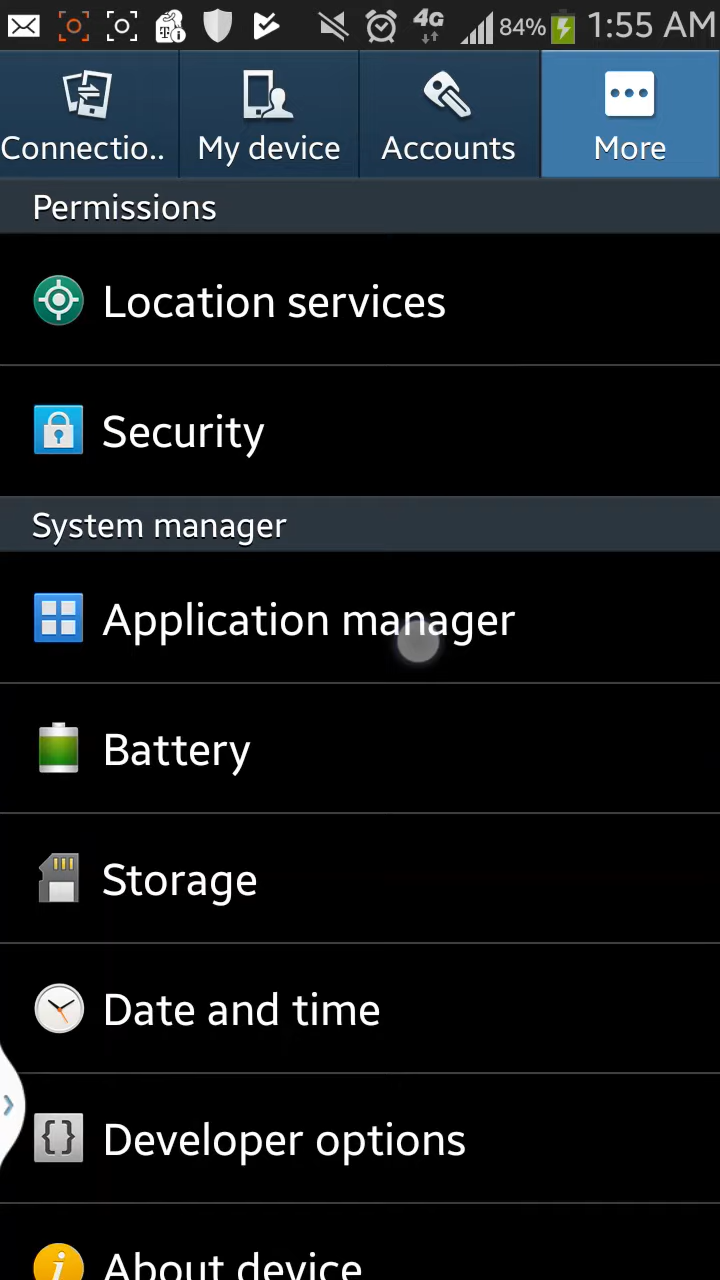 4G 84% 1:55 AM
Connectio.. My device Accounts More
Permissions
Location services
Security
System manager
Application manager
Battery
Storage
Date and time
Developer options
About device